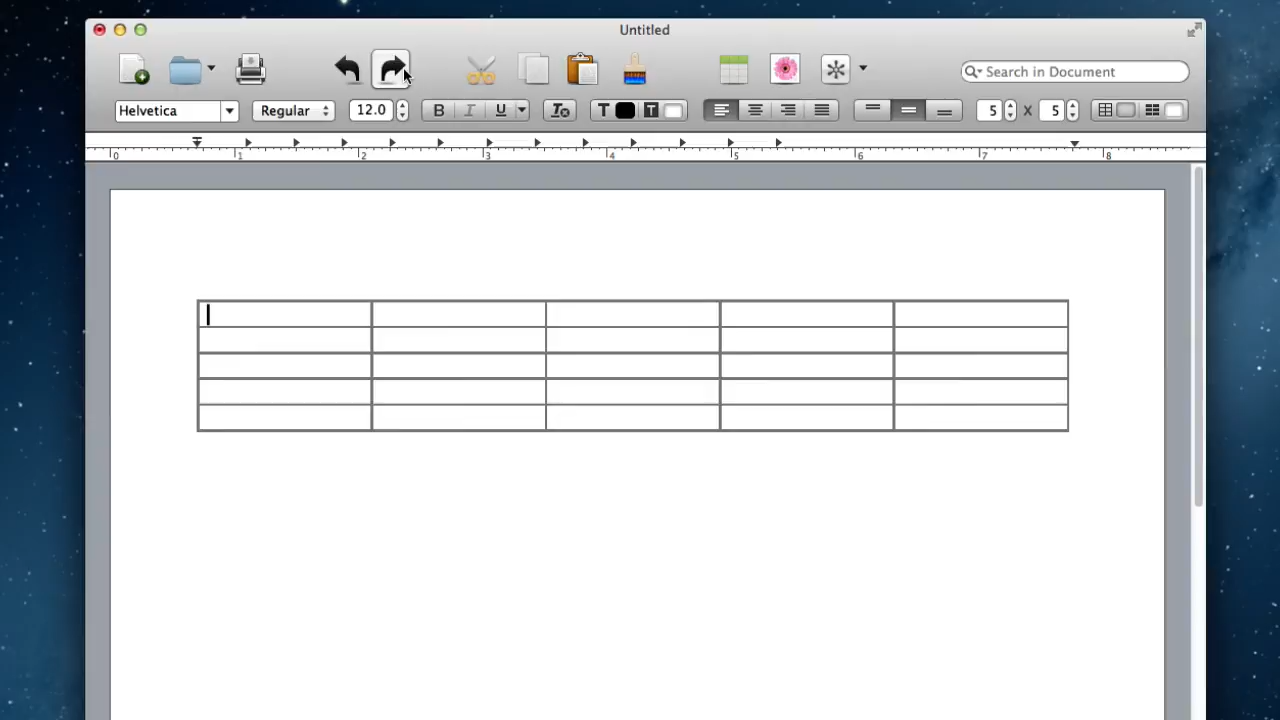 Untitled
Search in Document
Helvetica Regular 12.0 B I U T T 5 X 5
0 1 2 3 4 5 6 7 8